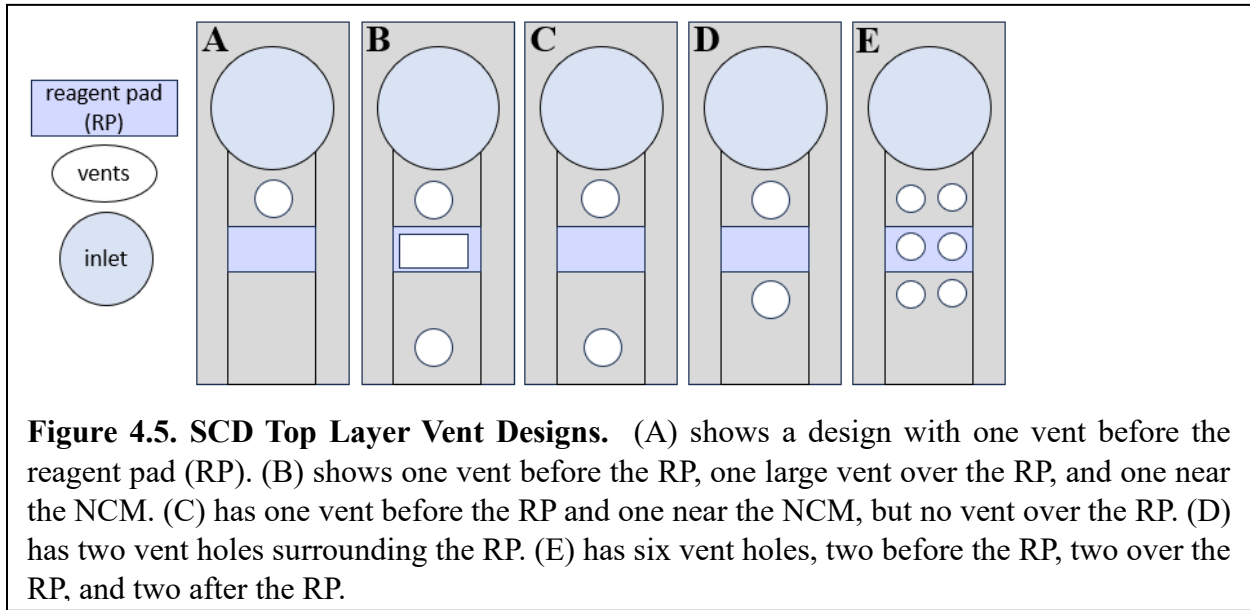 A B C D E
reagent pad
(RP)
vents
inlet
Figure 4.5. SCD Top Layer Vent Designs. (A) shows a design with one vent before the
reagent pad (RP). (B) shows one vent before the RP, one large vent over the RP, and one near
the NCM. (C) has one vent before the RP and one near the NCM, but no vent over the RP. (D)
has two vent holes surrounding the RP. (E) has six vent holes, two before the RP, two over the
RP, and two after the RP.